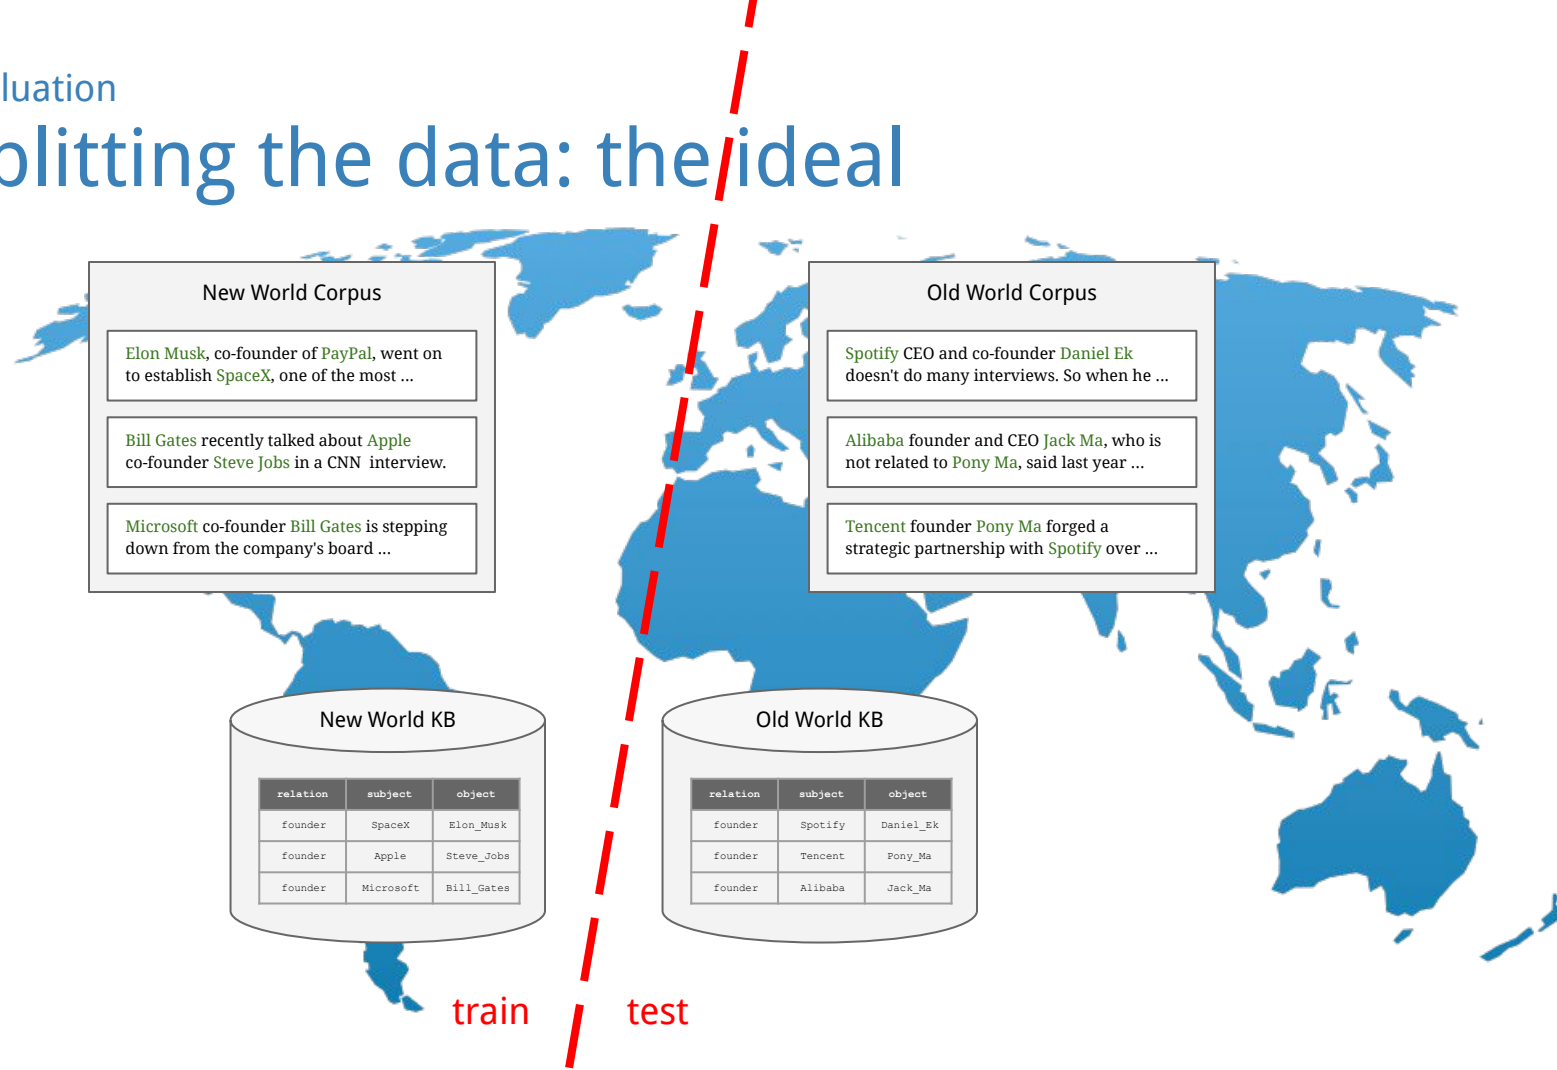 luation
plitting the data: the ideal
New World Corpus
Elon Musk, co-founder of PayPal, went on
to establish SpaceX, one of the most ...
Bill Gates recently talked about Apple
co-founder Steve Jobs in a CNN interview.
Microsoft co-founder Bill Gates is stepping
down from the company's board ...
Old World Corpus
Spotify CEO and co-founder Daniel Ek
doesn't do many interviews. So when he ...
Alibaba founder and CEO Jack Ma, who is
not related to Pony Ma, said last year ...
Tencent founder Pony Ma forged a
strategic partnership with Spotify over ...
New World KB
relation subject object
founder SpaceX Elon_Musk
founder Apple Steve_Jobs
founder Microsoft Bill_Gates
Old World KB
relation subject object
founder Spotify Daniel_Ek
founder Tencent Pony_Ma
founder Alibaba Jack_Ma
train test